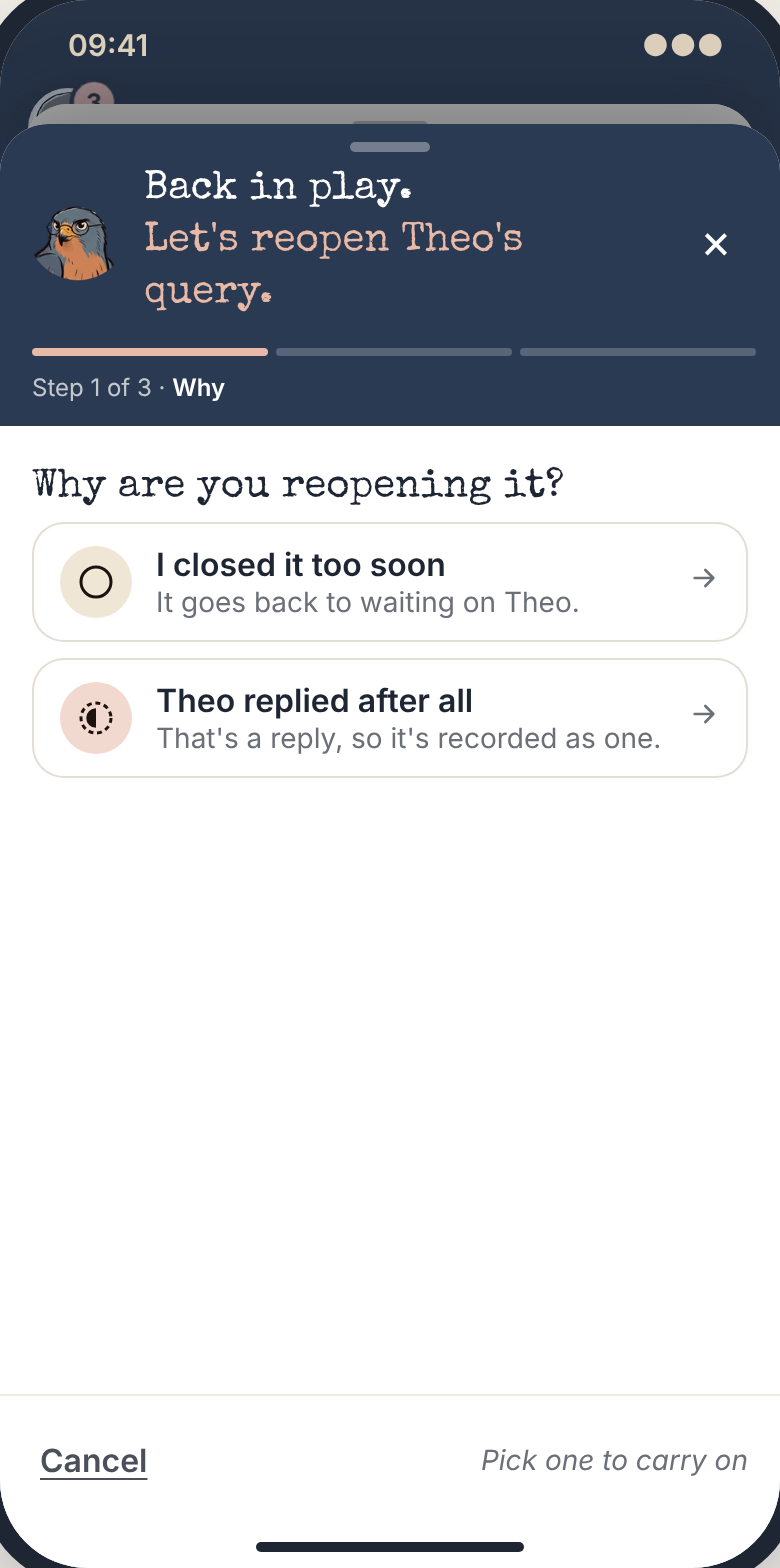 09:41
3
Back in play.
Let's reopen Theo's
query.
Step 1 of 3 · Why
Why are you reopening it?
I closed it too soon
It goes back to waiting on Theo.
Theo replied after all
That's a reply, so it's recorded as one.
Cancel
Pick one to carry on